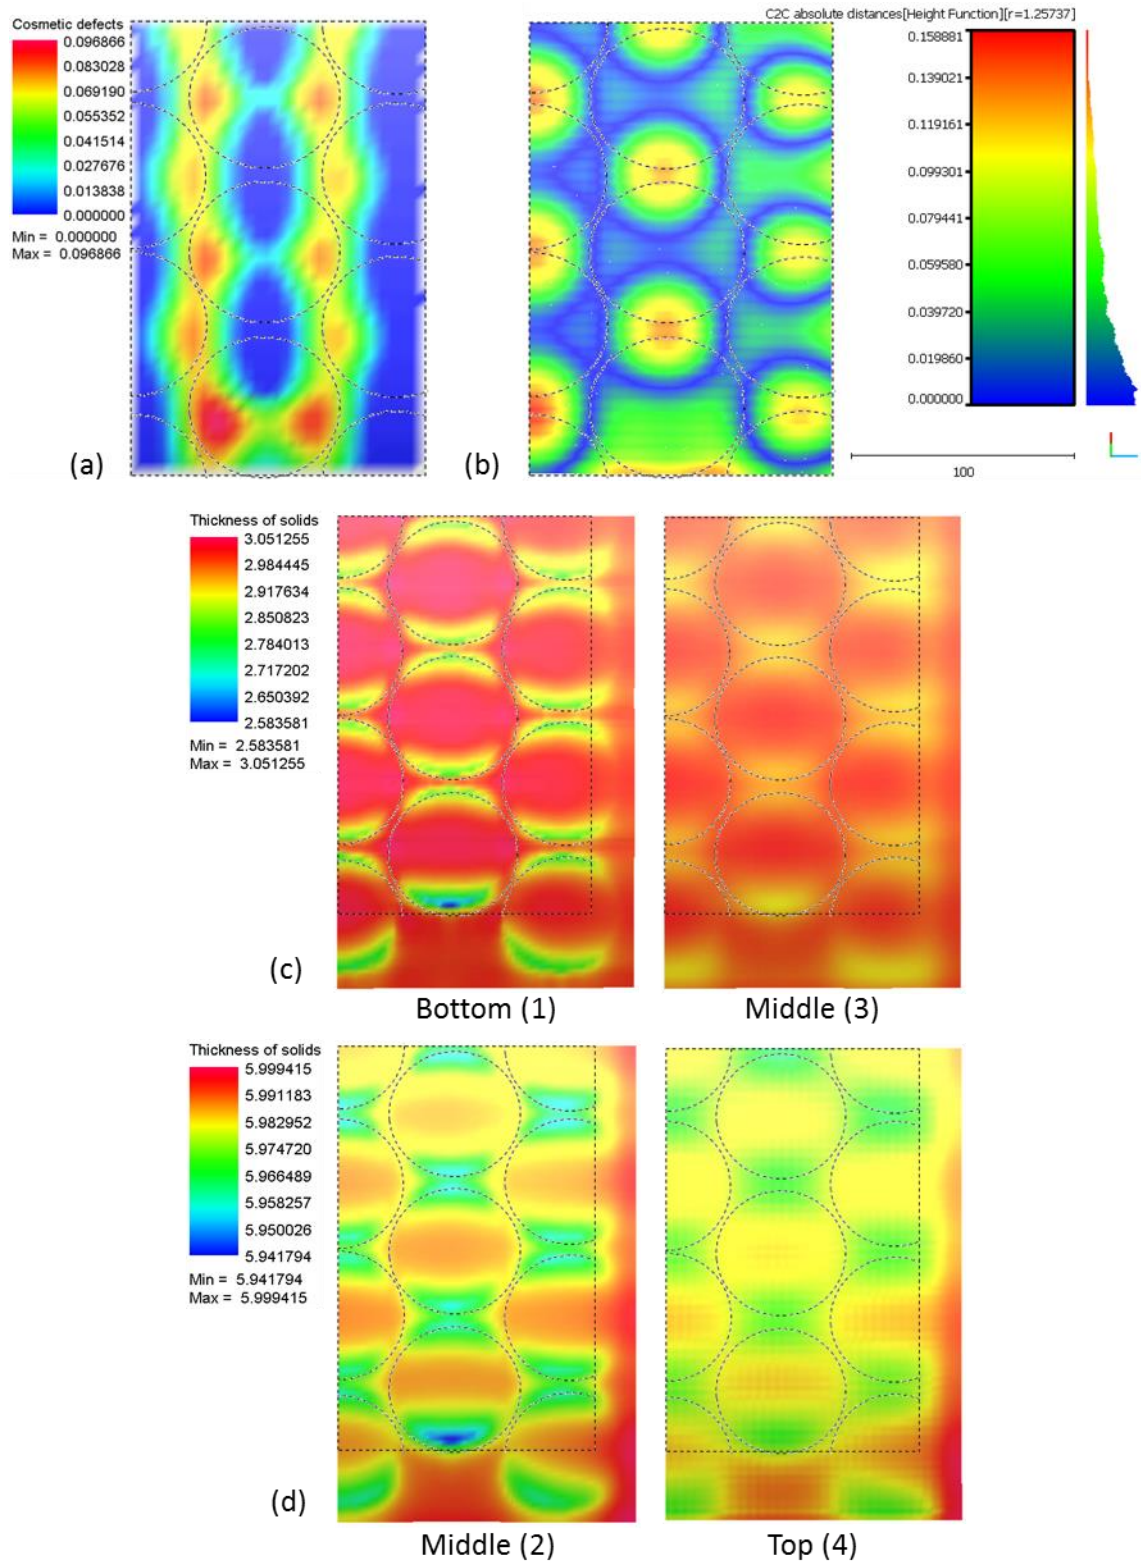 Cosmetic defects
0.096866
0.083028
0.069190
0.055352
0.041514
0.027676
0.013838
0.000000
Min = 0.000000
Max = 0.096866
(a)
C2C absolute distances[Height Function][r=1.25737]
0.158881
0.139021
0.119161
0.099301
0.079441
0.059580
0.039720
0.019860
0.000000
100
(b)
Thickness of solids
3.051255
2.984445
2.917634
2.850823
2.784013
2.717202
2.650392
2.583581
Min = 2.583581
Max = 3.051255
(c)
Bottom (1)
Middle (3)
Thickness of solids
5.999415
5.991183
5.982952
5.974720
5.966489
5.958257
5.950026
5.941794
Min = 5.941794
Max = 5.999415
(d)
Middle (2)
Top (4)